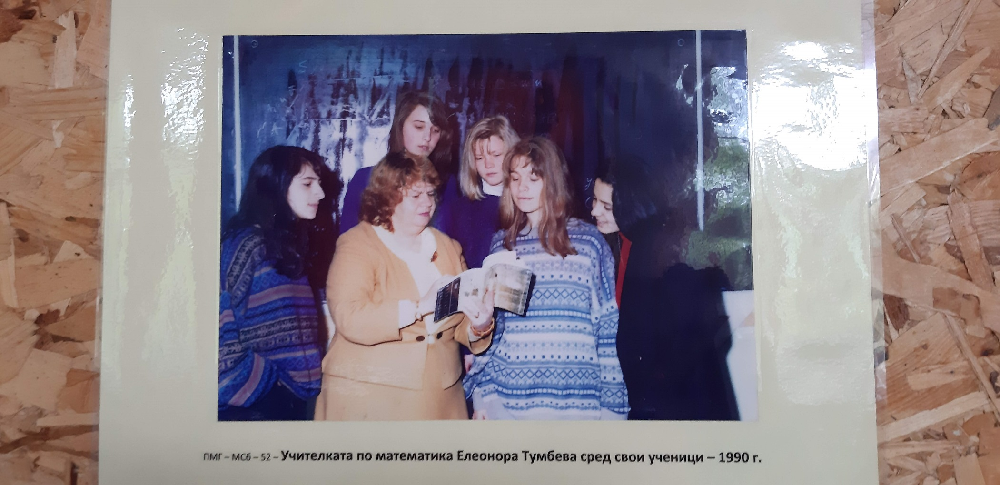 ПМГ – МСб – 52 – Учителката по математика Елеонора Тумбева сред свои ученици – 1990 г.